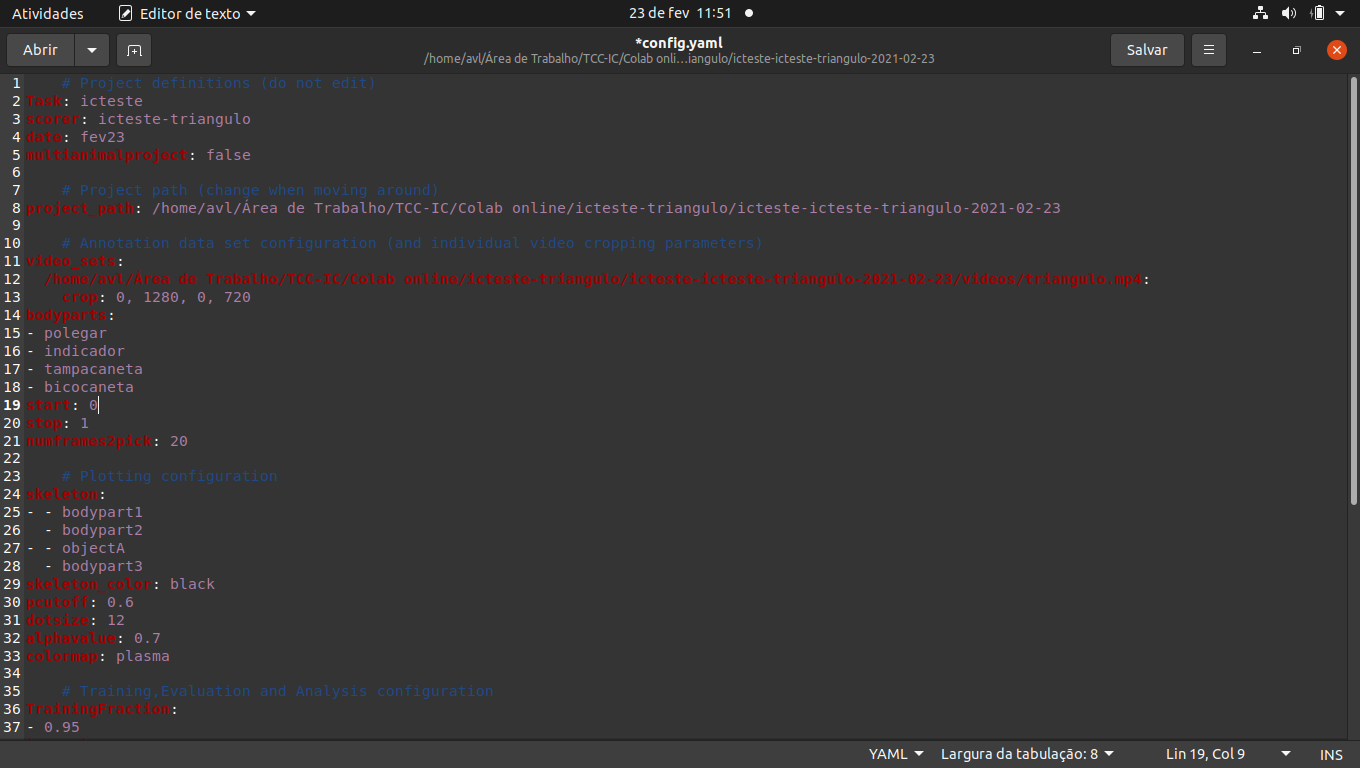 Atividades
Editor de texto
23 de fev 11:51
Abrir
*config.yaml
/home/avl/Área de Trabalho/TCC-IC/Colab onli…iangulo/icteste-icteste-triangulo-2021-02-23
Salvar
1 # Project definitions (do not edit)
2 Task: icteste
3 scorer: icteste-triangulo
4 date: fev23
5 multianimalproject: false
6
7 # Project path (change when moving around)
8 project_path: /home/avl/Área de Trabalho/TCC-IC/Colab online/icteste-triangulo/icteste-icteste-triangulo-2021-02-23
9
10 # Annotation data set configuration (and individual video cropping parameters)
11 video_sets:
12 /home/avl/Área de Trabalho/TCC-IC/Colab online/icteste-triangulo/icteste-icteste-triangulo-2021-02-23/videos/triangulo.mp4:
13 crop: 0, 1280, 0, 720
14 bodyparts:
15 - polegar
16 - indicador
17 - tampacaneta
18 - bicocaneta
19 start: 0
20 stop: 1
21 numframes2pick: 20
22
23 # Plotting configuration
24 skeleton:
25 - - bodypart1
26 - bodypart2
27 - - objectA
28 - bodypart3
29 skeleton_color: black
30 pcutoff: 0.6
31 dotsize: 12
32 alphavalue: 0.7
33 colormap: plasma
34
35 # Training,Evaluation and Analysis configuration
36 TrainingFraction:
37 - 0.95
YAML
Largura da tabulação: 8
Lin 19, Col 9
INS